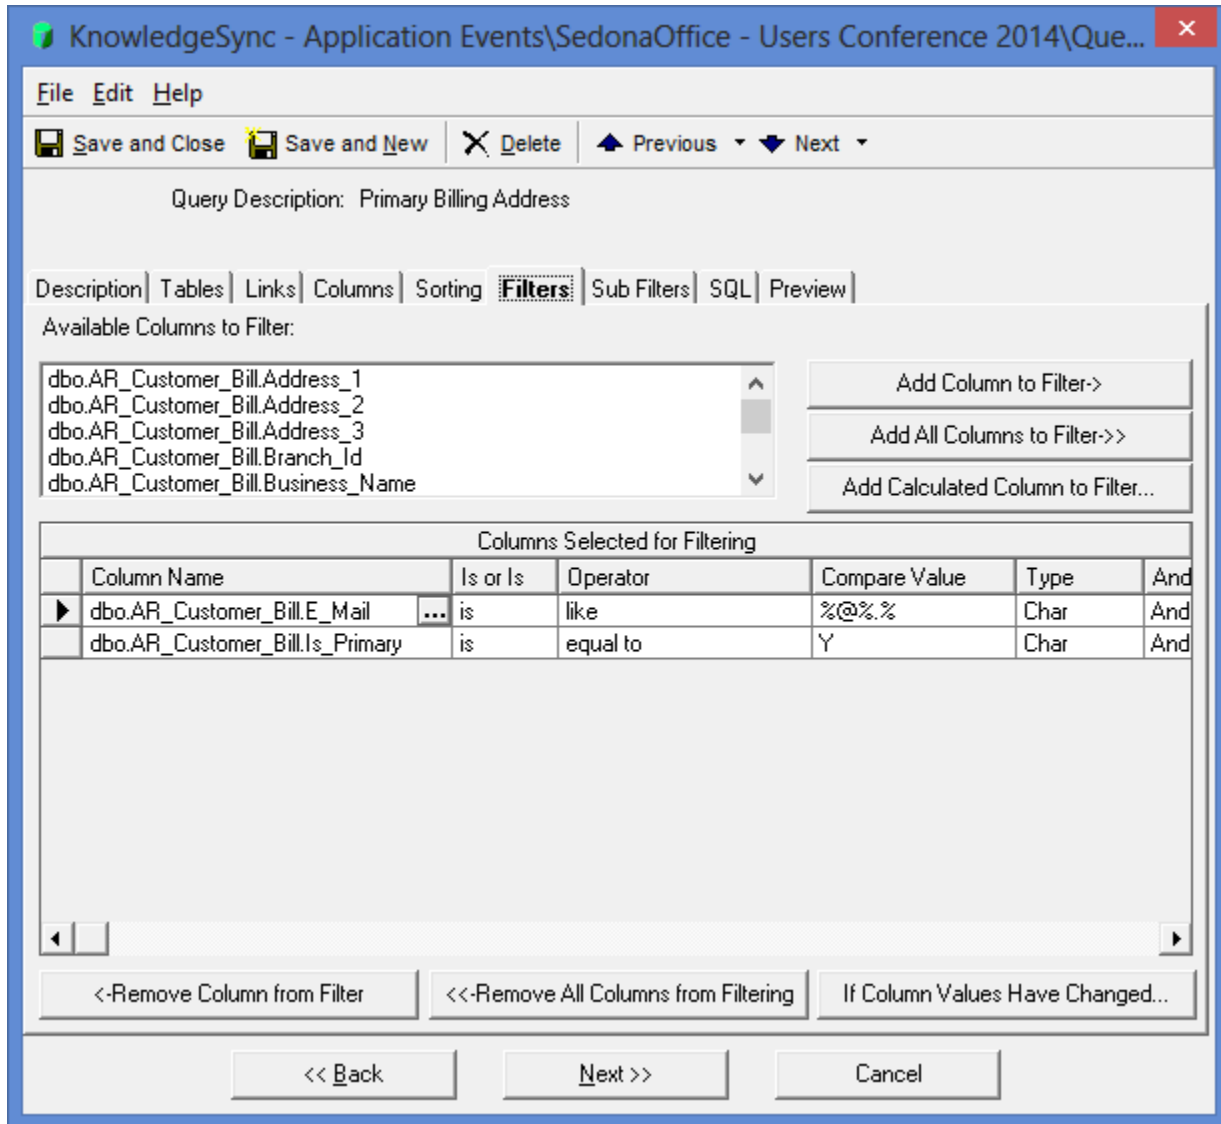 KnowledgeSync - Application Events\SedonaOffice - Users Conference 2014\Que...
File Edit Help
Save and Close Save and New Delete Previous Next
Query Description: Primary Billing Address
Description Tables Links Columns Sorting Filters Sub Filters SQL Preview
Available Columns to Filter:
dbo.AR_Customer_Bill.Address_1
dbo.AR_Customer_Bill.Address_2
dbo.AR_Customer_Bill.Address_3
dbo.AR_Customer_Bill.Branch_Id
dbo.AR_Customer_Bill.Business_Name
Add Column to Filter->
Add All Columns to Filter->>
Add Calculated Column to Filter...
Columns Selected for Filtering
Column Name Is or Is Operator Compare Value Type And
dbo.AR_Customer_Bill.E_Mail ... is like %@%.% Char And
dbo.AR_Customer_Bill.Is_Primary is equal to Y Char And
<-Remove Column from Filter <<-Remove All Columns from Filtering If Column Values Have Changed...
<< Back Next >> Cancel